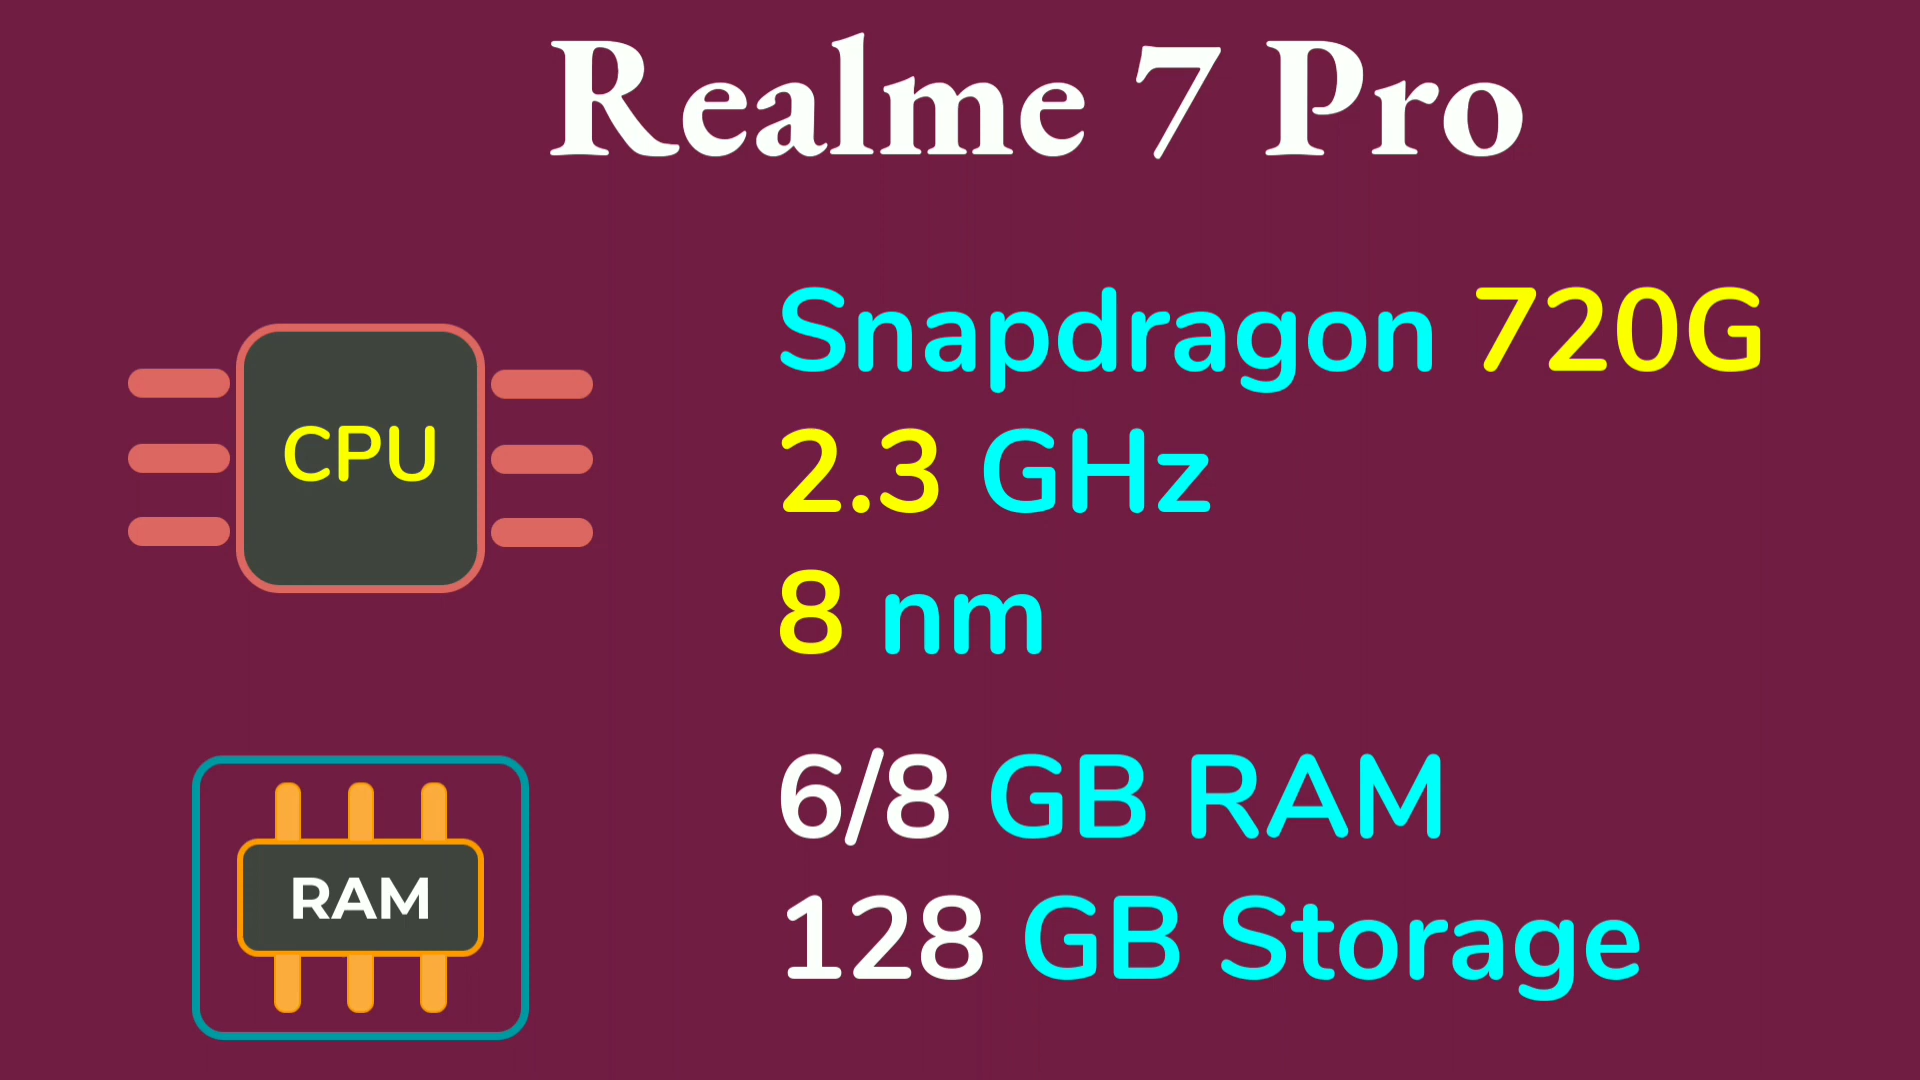 Realme 7 Pro
CPU
Snapdragon 720G
2.3 GHz
8 nm
RAM
6/8 GB RAM
128 GB Storage